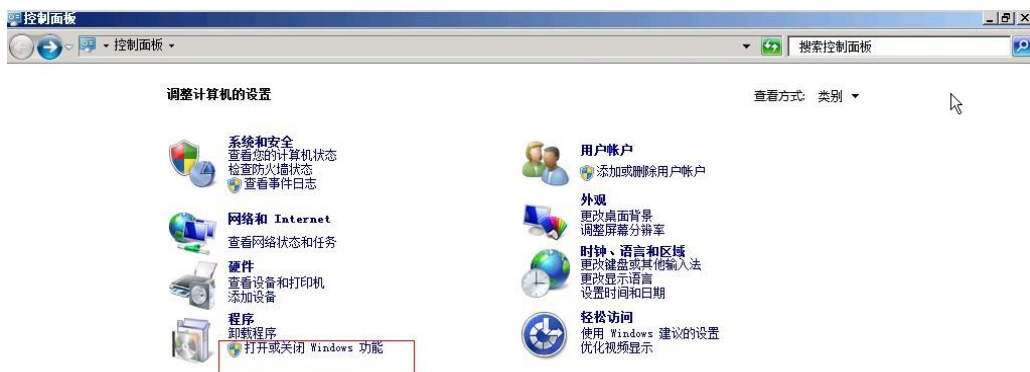 控制面板
控制面板
搜索控制面板
调整计算机的设置
查看方式: 类别
系统和安全
查看您的计算机状态
检查防火墙状态
查看事件日志
网络和 Internet
查看网络状态和任务
硬件
查看设备和打印机
添加设备
程序
卸载程序
打开或关闭 Windows 功能
用户帐户
添加或删除用户帐户
外观
更改桌面背景
调整屏幕分辨率
时钟、语言和区域
更改键盘或其他输入法
更改显示语言
设置时间和日期
轻松访问
使用 Windows 建议的设置
优化视频显示